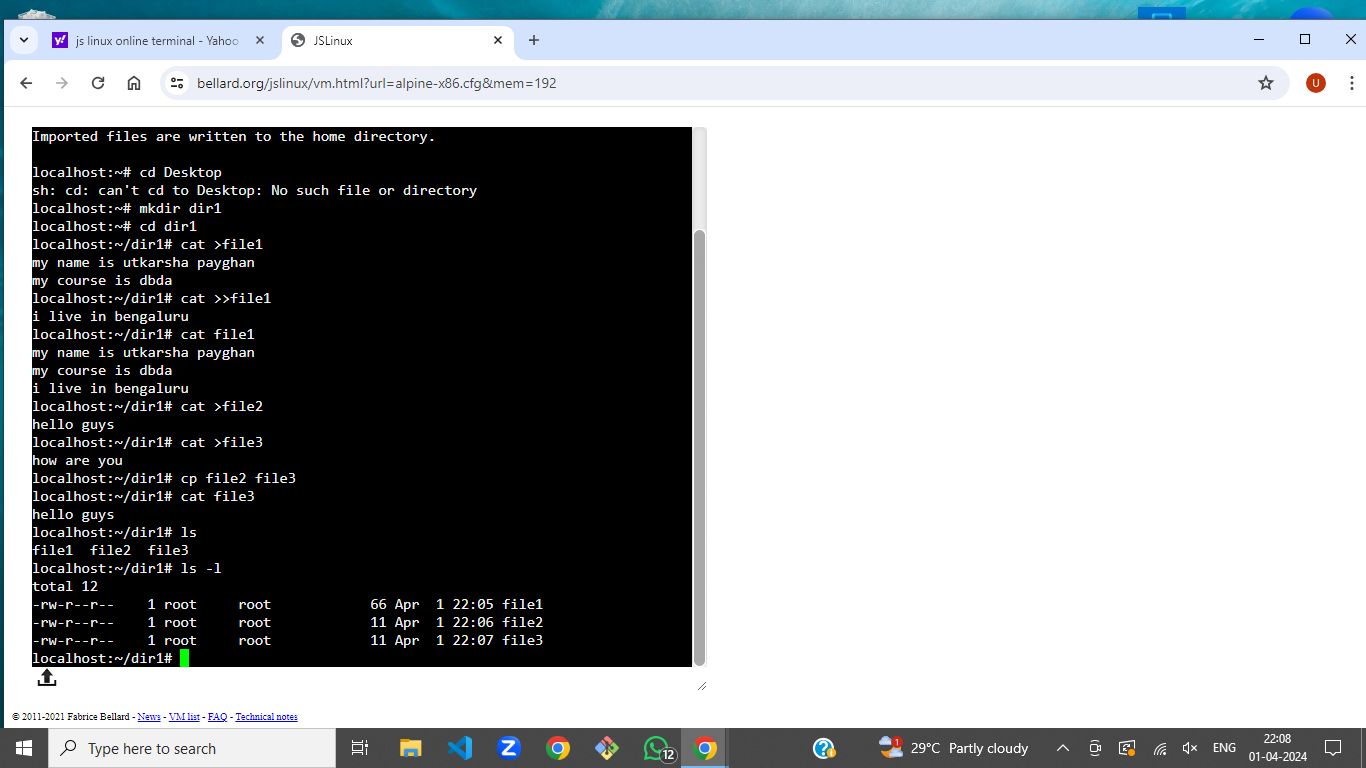 js linux online terminal - Yahoo
JSLinux
bellard.org/jslinux/vm.html?url=alpine-x86.cfg&mem=192
U
Imported files are written to the home directory.
localhost:~# cd Desktop
sh: cd: can't cd to Desktop: No such file or directory
localhost:~# mkdir dir1
localhost:~# cd dir1
localhost:~/dir1# cat >file1
my name is utkarsha payghan
my course is dbda
localhost:~/dir1# cat >>file1
i live in bengaluru
localhost:~/dir1# cat file1
my name is utkarsha payghan
my course is dbda
i live in bengaluru
localhost:~/dir1# cat >file2
hello guys
localhost:~/dir1# cat >file3
how are you
localhost:~/dir1# cp file2 file3
localhost:~/dir1# cat file3
hello guys
localhost:~/dir1# ls
file1  file2  file3
localhost:~/dir1# ls -l
total 12
-rw-r--r--    1 root     root            66 Apr  1 22:05 file1
-rw-r--r--    1 root     root            11 Apr  1 22:06 file2
-rw-r--r--    1 root     root            11 Apr  1 22:07 file3
localhost:~/dir1#
© 2011-2021 Fabrice Bellard - News - VM list - FAQ - Technical notes
Type here to search
12
1
29°C Partly cloudy
ENG
22:08
01-04-2024